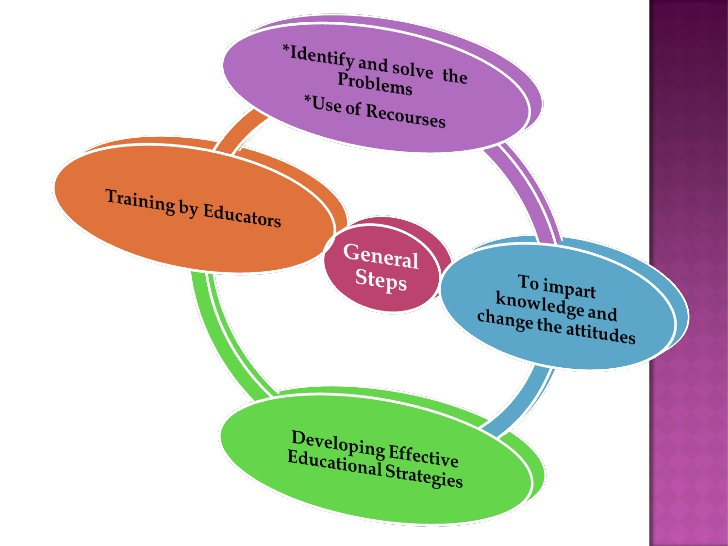 *Identify and solve the
Problems
*Use of Recourses
Training by Educators
General
Steps
To impart
knowledge and
change the attitudes
Developing Effective
Educational Strategies